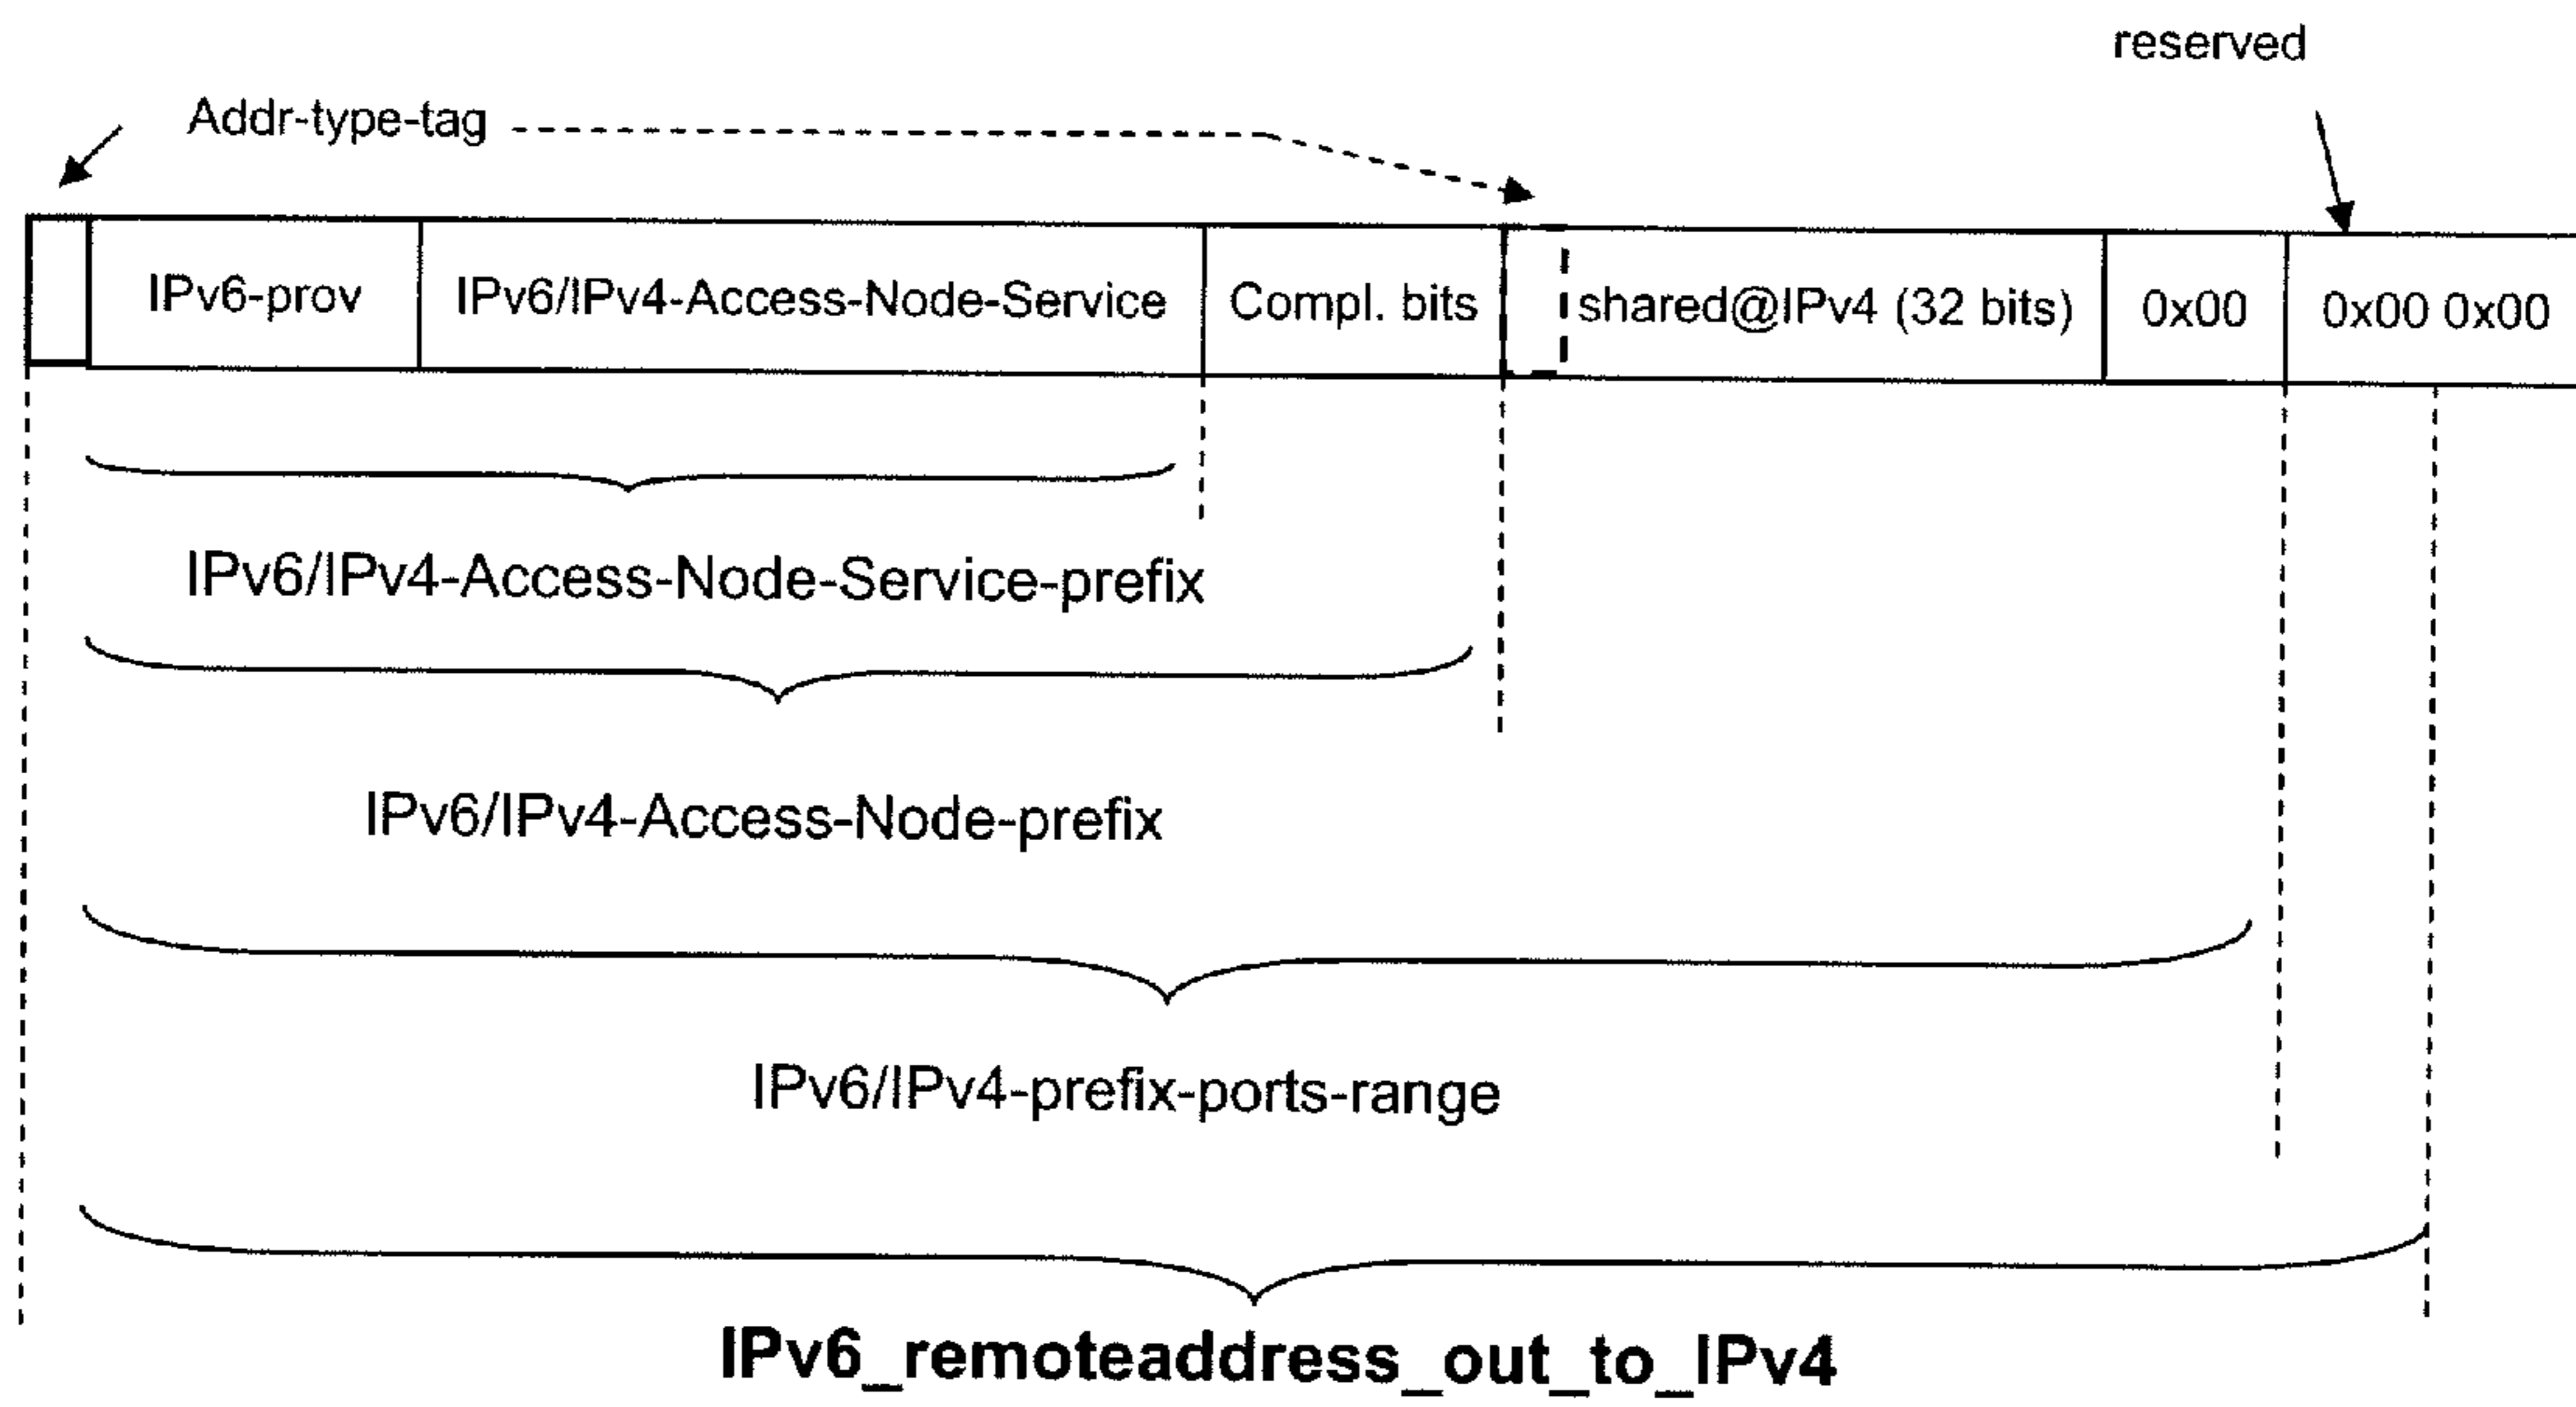 reserved
Addr-type-tag
IPv6-prov IPv6/IPv4-Access-Node-Service Compl. bits shared@IPv4 (32 bits) 0x00 0x00 0x00
IPv6/IPv4-Access-Node-Service-prefix
IPv6/IPv4-Access-Node-prefix
IPv6/IPv4-prefix-ports-range
IPv6_remoteaddress_out_to_IPv4